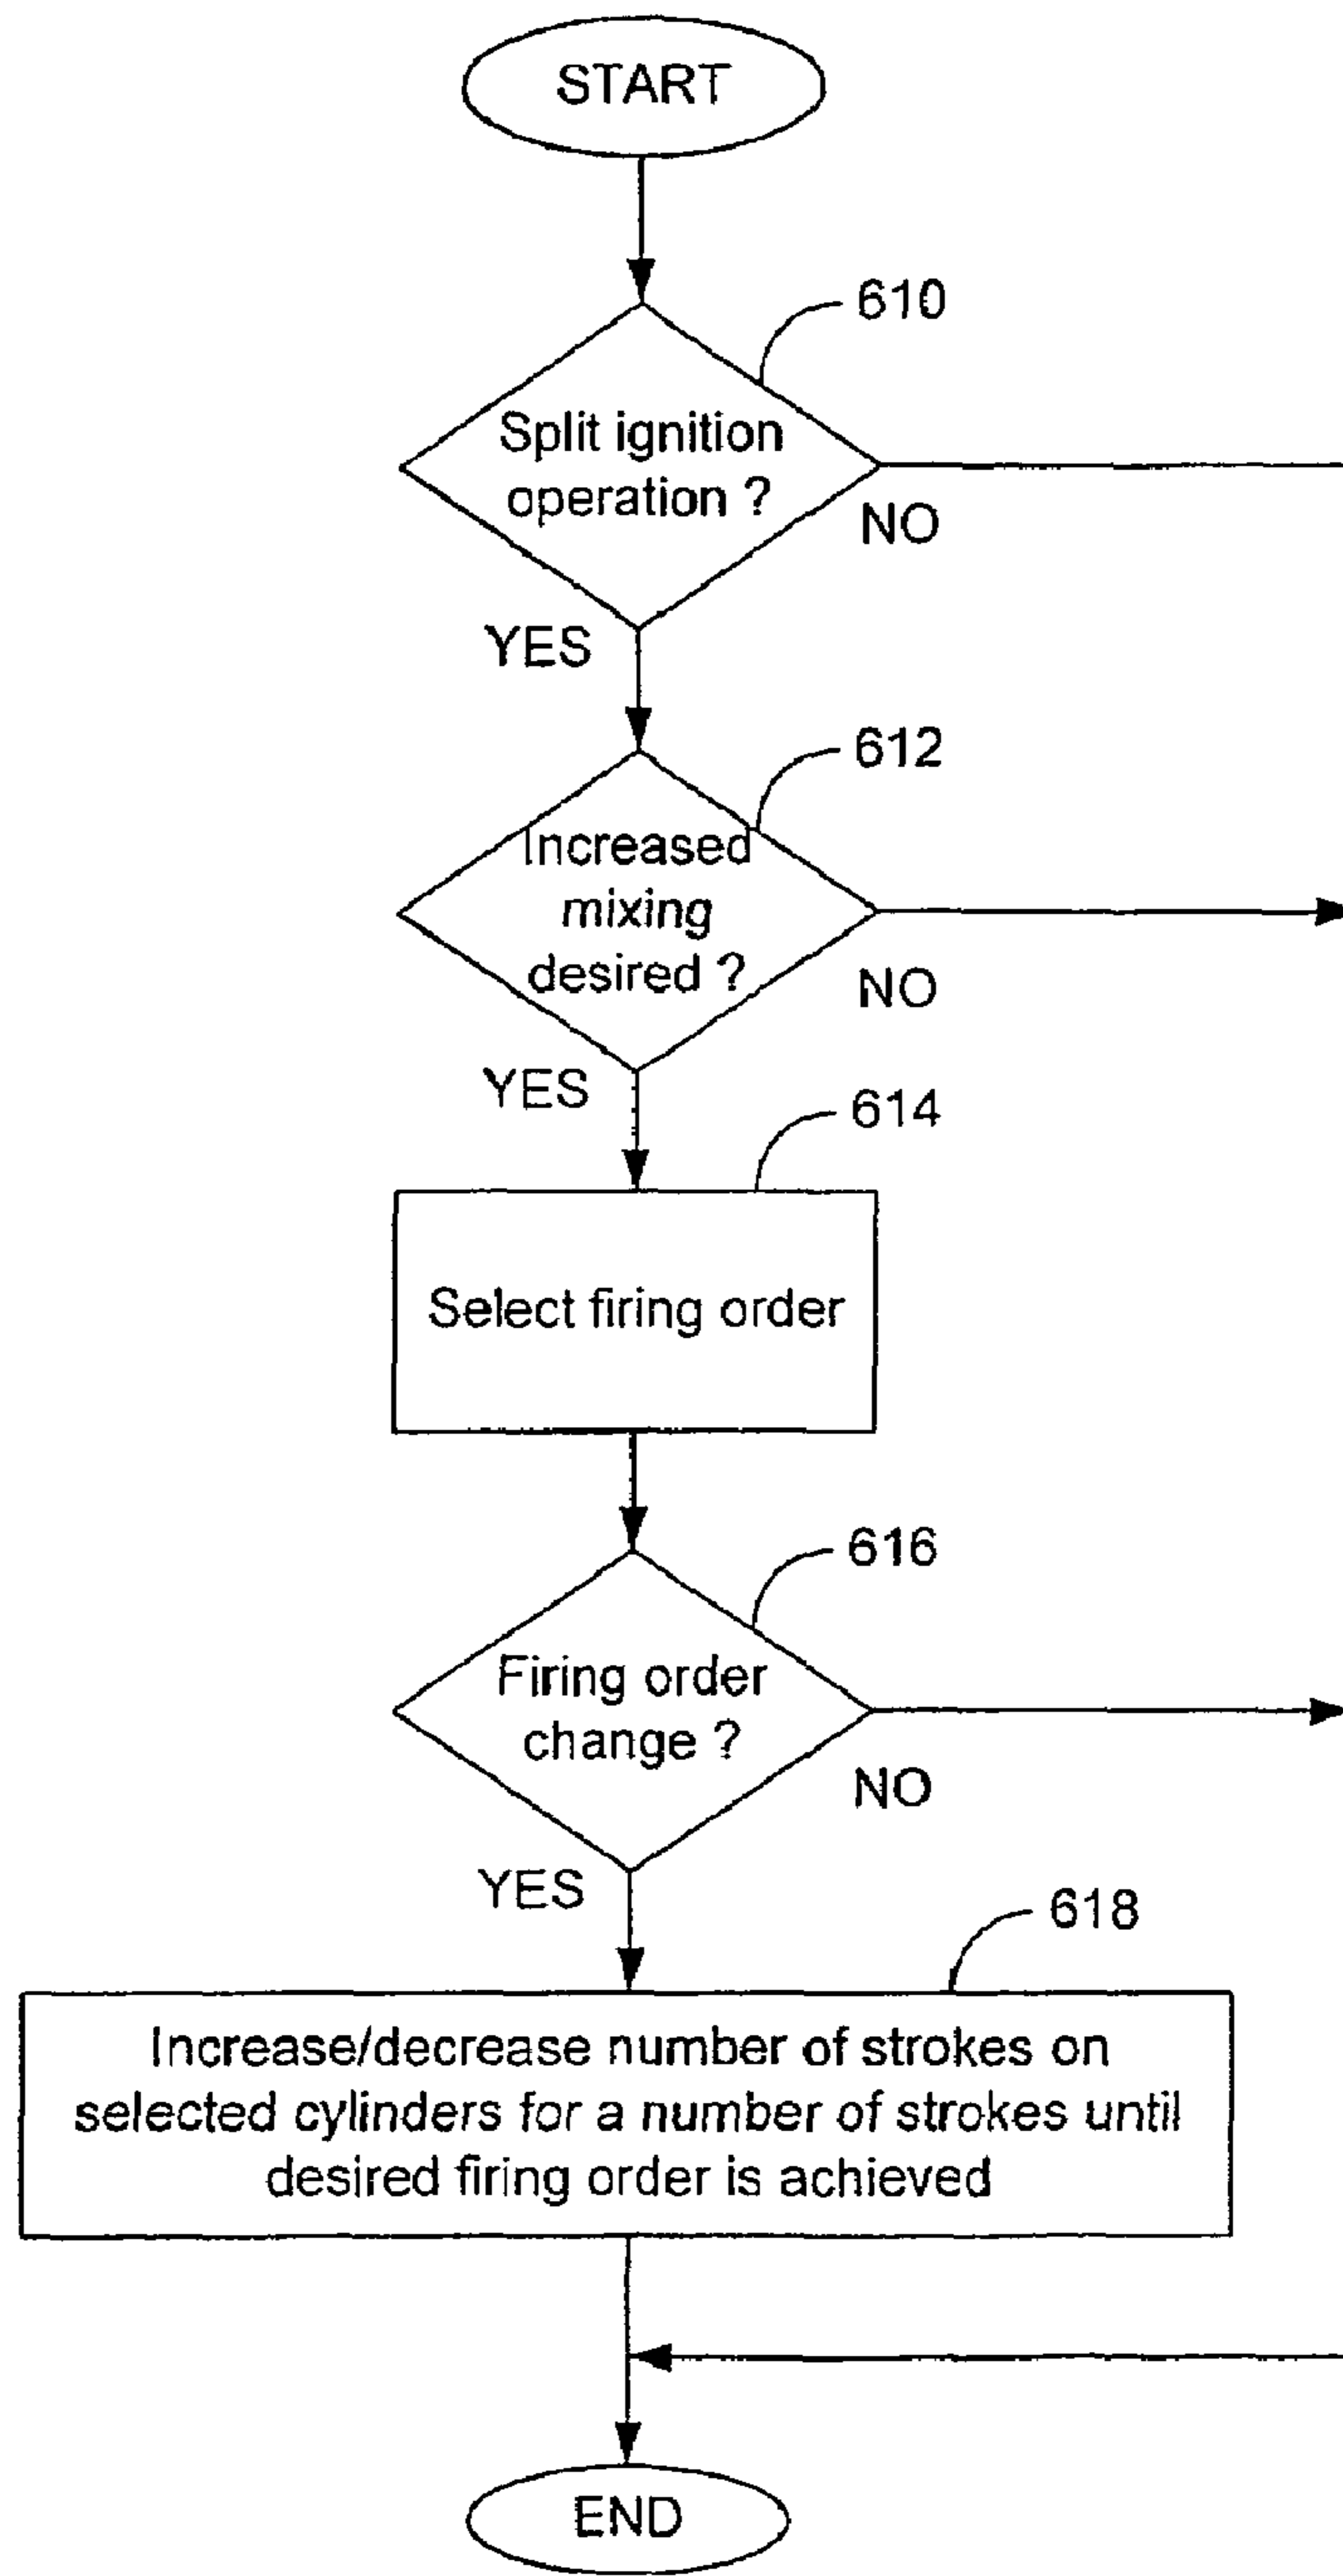 START
610
Split ignition
operation ?
NO
YES
612
Increased
mixing
desired ?
NO
YES
614
Select firing order
616
Firing order
change ?
NO
YES
618
Increase/decrease number of strokes on
selected cylinders for a number of strokes until
desired firing order is achieved
END